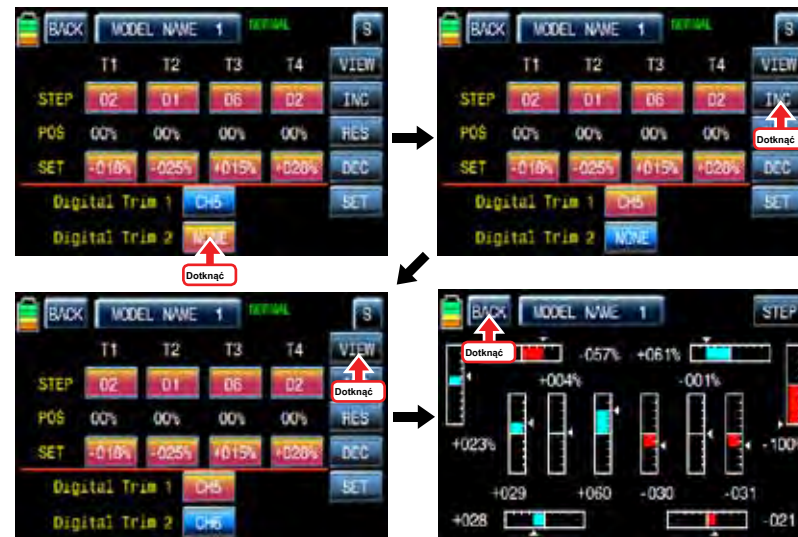 BACK MODEL NAME 1 NORMAL S
T1 T2 T3 T4 VIEW
STEP 02 01 06 02 INC
POS 00% 00% 00% 00% RES
SET -018% -025% +015% +028% DEC
Digital Trim 1 CH5 SET
Digital Trim 2 NONE
Dotknąć
BACK MODEL NAME 1 NORMAL S
T1 T2 T3 T4 VIEW
STEP 02 01 06 02 INC
POS 00% 00% 00% 00% Dotknąć
SET -018% -025% +015% +028% DEC
Digital Trim 1 CH5 SET
Digital Trim 2 NONE
BACK MODEL NAME 1 NORMAL S
T1 T2 T3 T4 VIEW
STEP 02 01 06 02 Dotknąć
POS 00% 00% 00% 00% RES
SET -018% -025% +015% +028% DEC
Digital Trim 1 CH5 SET
Digital Trim 2 CH6
BACK MODEL NAME 1 STEP
Dotknąć -057% +061%
+004% -001%
+023% -100%
+029 +060 -030 -031
+028 -021